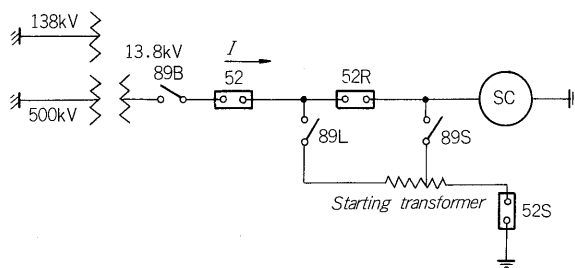 138kV
13.8kV
I
89B
52
52R
SC
500kV
89L
89S
Starting transformer
52S